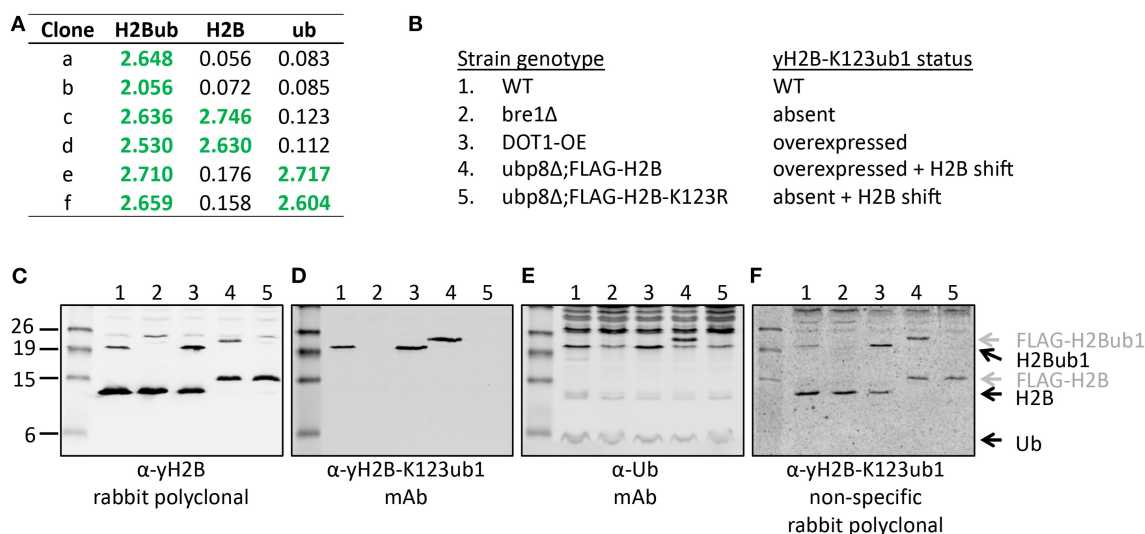 A
Clone H2Bub H2B ub
a 2.648 0.056 0.083
b 2.056 0.072 0.085
c 2.636 2.746 0.123
d 2.530 2.630 0.112
e 2.710 0.176 2.717
f 2.659 0.158 2.604
B
Strain genotype yH2B-K123ub1 status
1. WT WT
2. bre1Δ absent
3. DOT1-OE overexpressed
4. ubp8Δ;FLAG-H2B overexpressed + H2B shift
5. ubp8Δ;FLAG-H2B-K123R absent + H2B shift
C
1 2 3 4 5
26
19
15
6
α-yH2B
rabbit polyclonal
D
1 2 3 4 5
α-yH2B-K123ub1
mAb
E
1 2 3 4 5
α-Ub
mAb
F
1 2 3 4 5
FLAG-H2Bub1
H2Bub1
FLAG-H2B
H2B
Ub
α-yH2B-K123ub1
non-specific
rabbit polyclonal